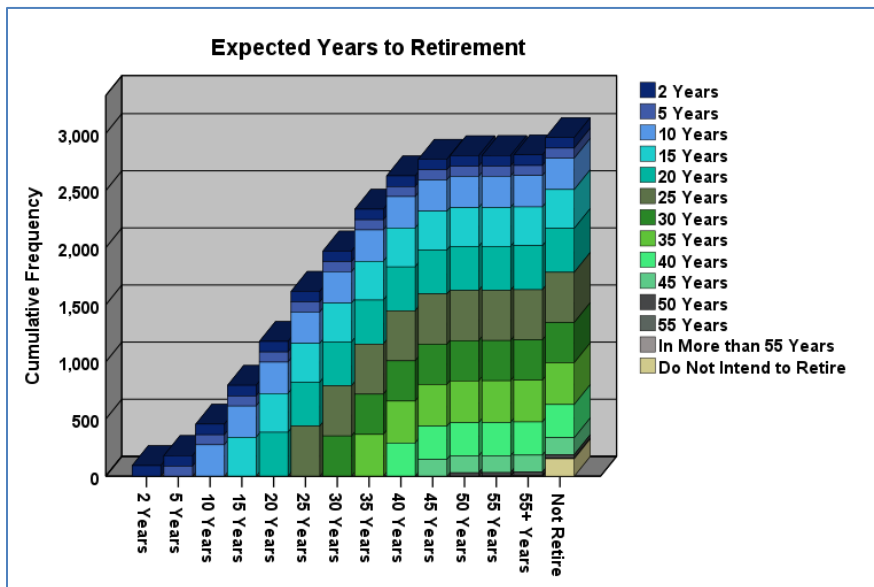 Expected Years to Retirement
Cumulative Frequency
3,000
2,500
2,000
1,500
1,000
500
0
2 Years
5 Years
10 Years
15 Years
20 Years
25 Years
30 Years
35 Years
40 Years
45 Years
50 Years
55 Years
55+ Years
Not Retire
2 Years
5 Years
10 Years
15 Years
20 Years
25 Years
30 Years
35 Years
40 Years
45 Years
50 Years
55 Years
In More than 55 Years
Do Not Intend to Retire